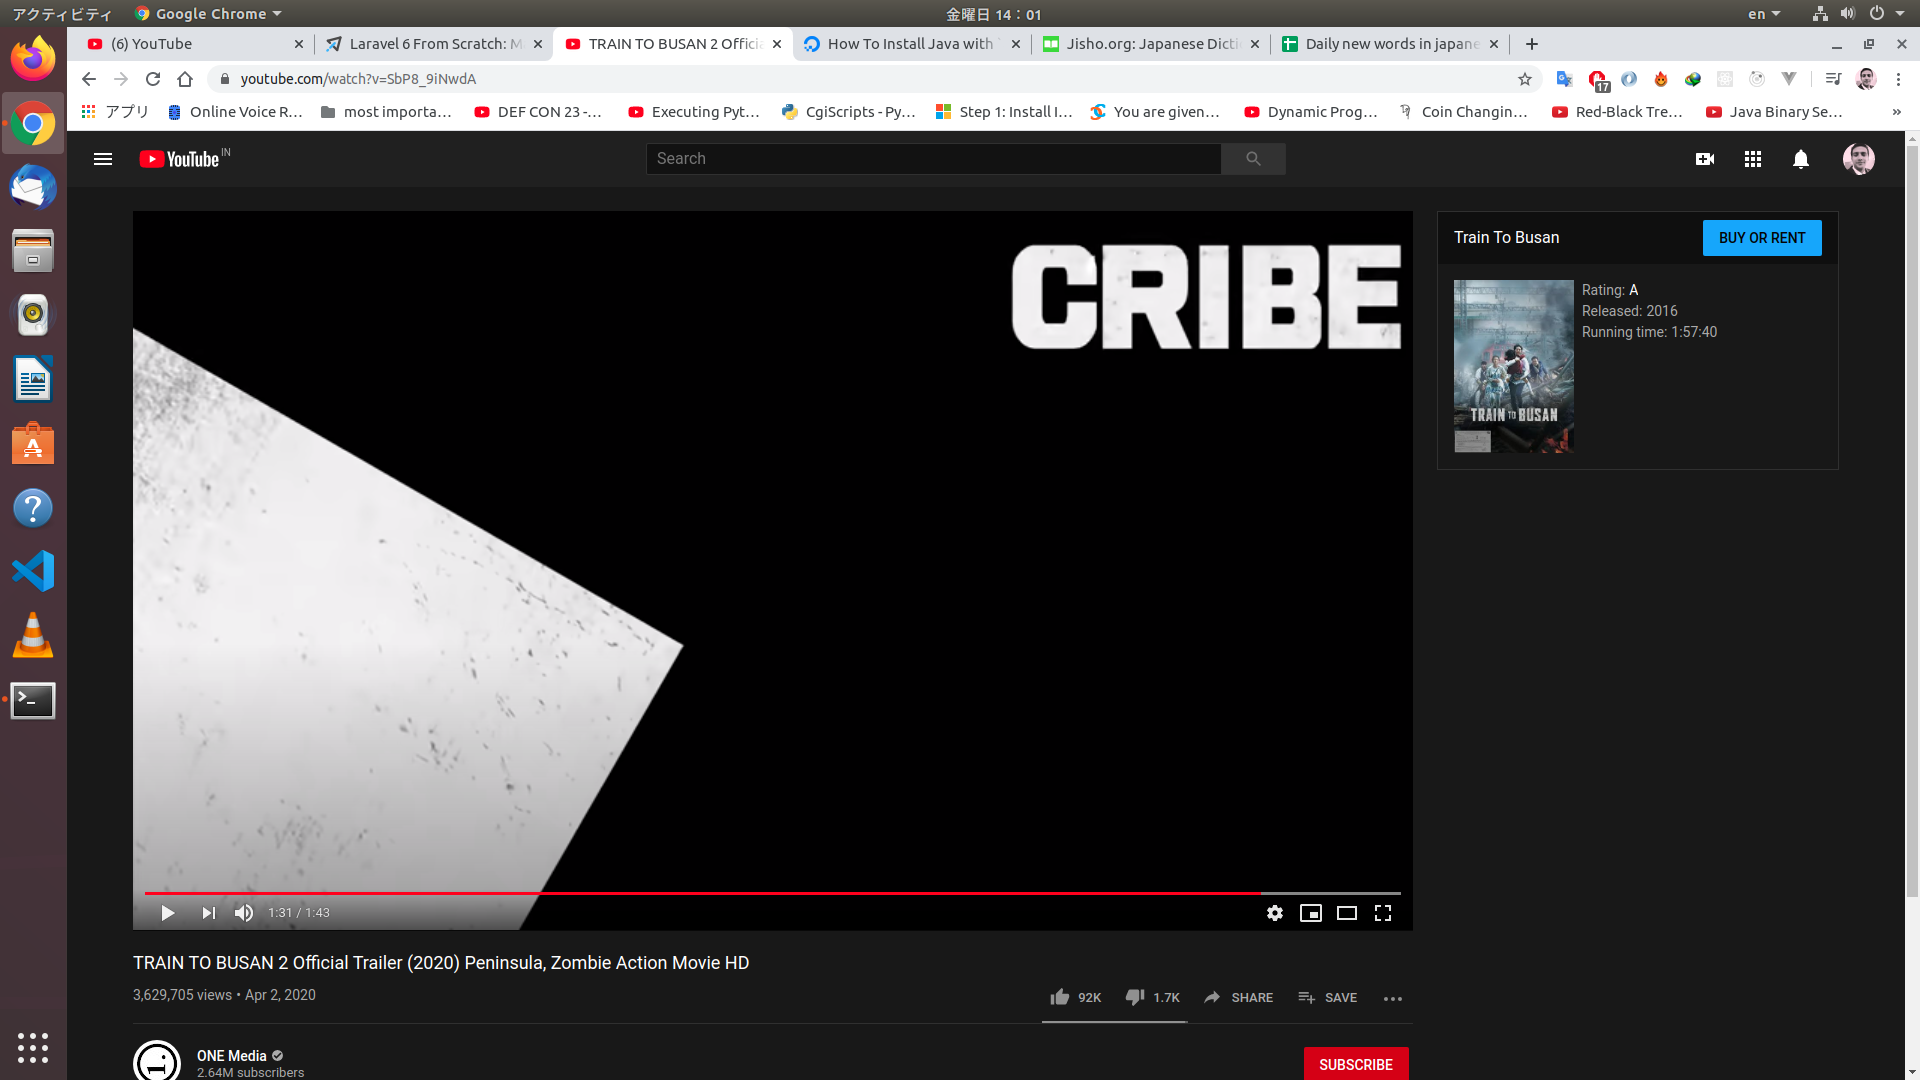 アクティビティ
Google Chrome
金曜日 14：01
en
(6) YouTube
Laravel 6 From Scratch: M
TRAIN TO BUSAN 2 Offici
How To Install Java with
Jisho.org: Japanese Dicti
Daily new words in japane
youtube.com/watch?v=SbP8_9iNwdA
17
アプリ
Online Voice R...
most importa...
DEF CON 23 -...
Executing Pyt...
CgiScripts - Py...
Step 1: Install I...
You are given...
Dynamic Prog...
Coin Changin...
Red-Black Tre...
Java Binary Se...
»
YouTube IN
Search
CRIBE
Train To Busan
BUY OR RENT
TRAIN TO BUSAN
Rating: A
Released: 2016
Running time: 1:57:40
1:31 / 1:43
TRAIN TO BUSAN 2 Official Trailer (2020) Peninsula, Zombie Action Movie HD
3,629,705 views • Apr 2, 2020
92K
1.7K
SHARE
SAVE
ONE Media
2.64M subscribers
SUBSCRIBE